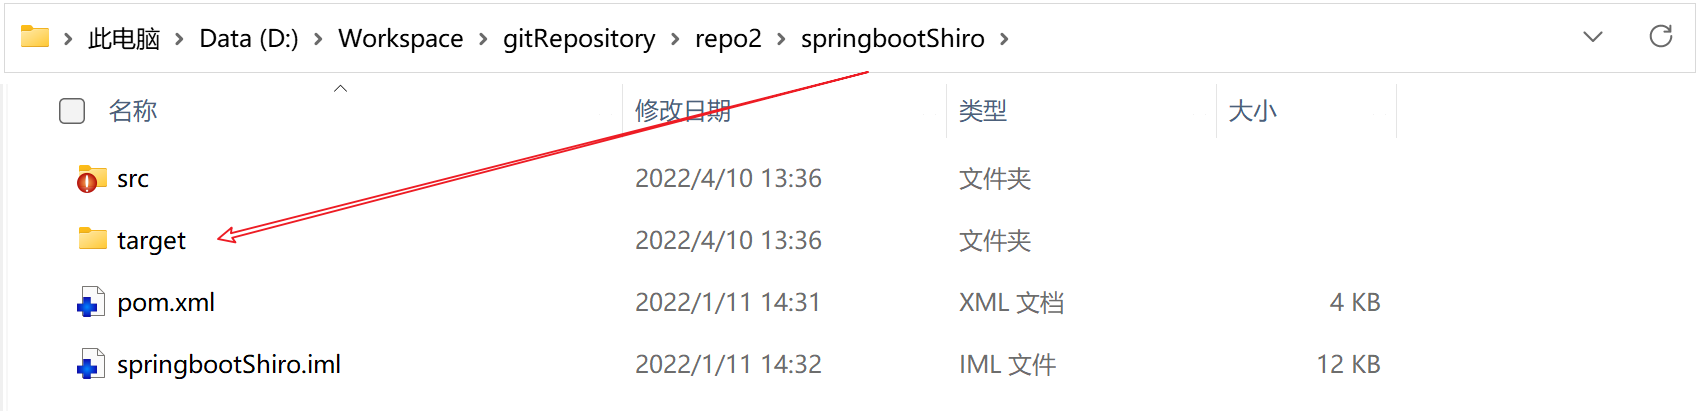 此电脑 > Data (D:) > Workspace > gitRepository > repo2 > springbootShiro >
名称 修改日期 类型 大小
src 2022/4/10 13:36 文件夹
target 2022/4/10 13:36 文件夹
pom.xml 2022/1/11 14:31 XML 文档 4 KB
springbootShiro.iml 2022/1/11 14:32 IML 文件 12 KB